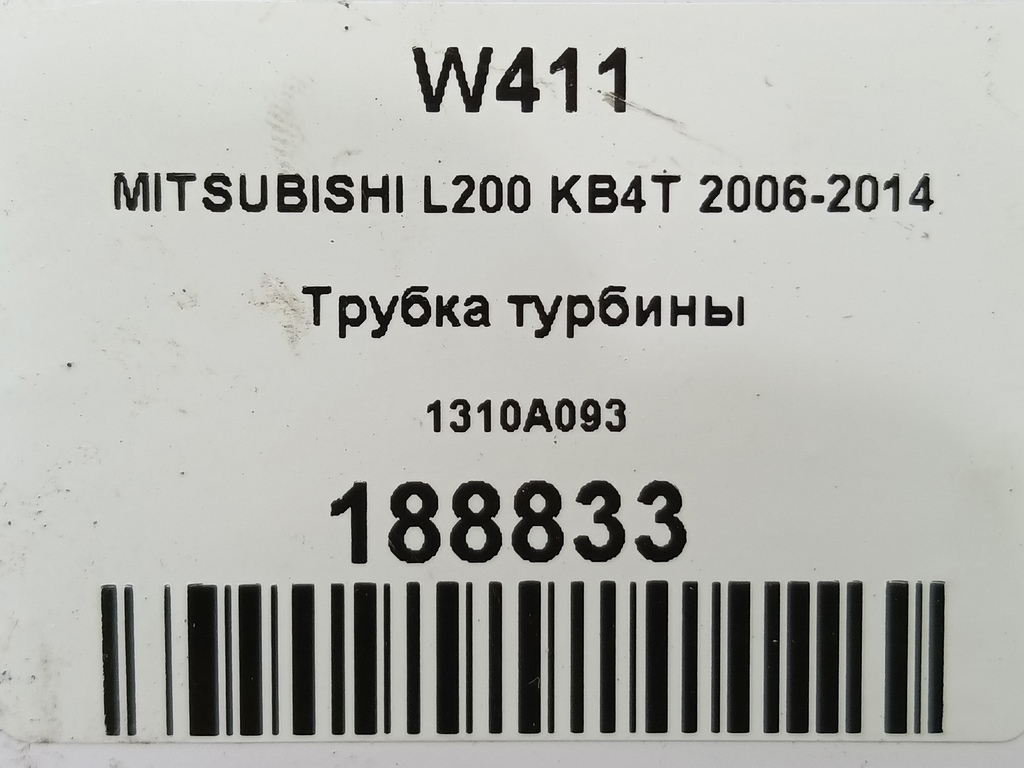 W411
MITSUBISHI L200 KB4T 2006-2014
Трубка турбины
1310A093
188833